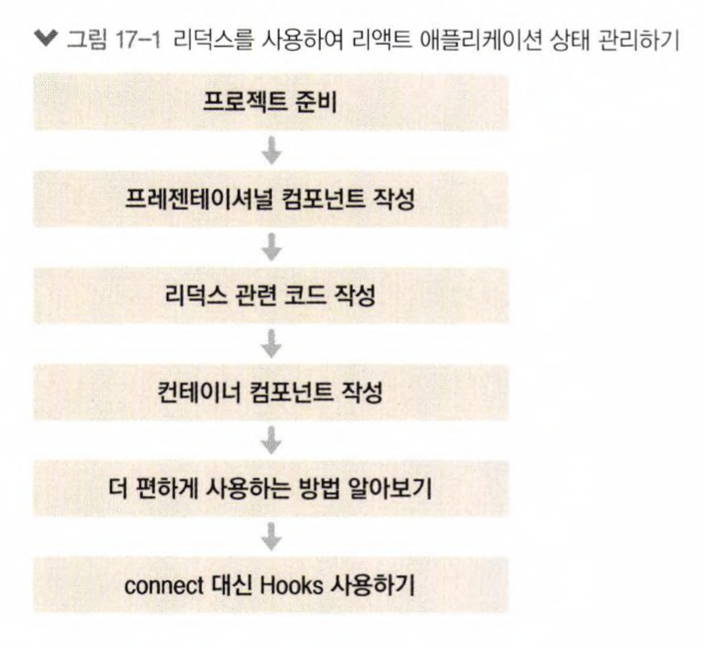 그림 17-1 리덕스를 사용하여 리액트 애플리케이션 상태 관리하기
프로젝트 준비
프레젠테이셔널 컴포넌트 작성
리덕스 관련 코드 작성
컨테이너 컴포넌트 작성
더 편하게 사용하는 방법 알아보기
connect 대신 Hooks 사용하기